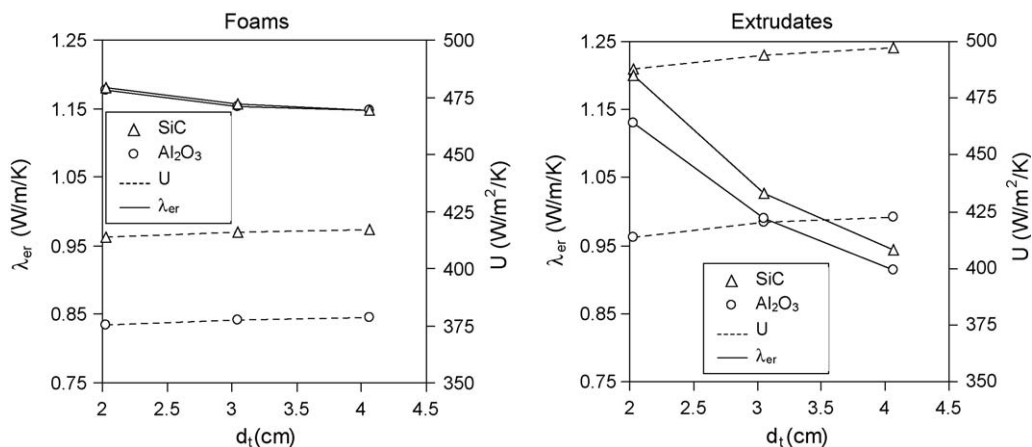 Foams
1.25
1.15
1.05
0.95
0.85
0.75
λer (W/m/K)
500
475
450
425
400
375
350
U (W/m²/K)
SiC
Al₂O₃
U
λer
2 2.5 3 3.5 4 4.5
dt (cm)
Extrudates
1.25
1.15
1.05
0.95
0.85
0.75
λer (W/m/K)
500
475
450
425
400
375
350
U (W/m²/K)
SiC
Al₂O₃
U
λer
2 2.5 3 3.5 4 4.5
dt (cm)